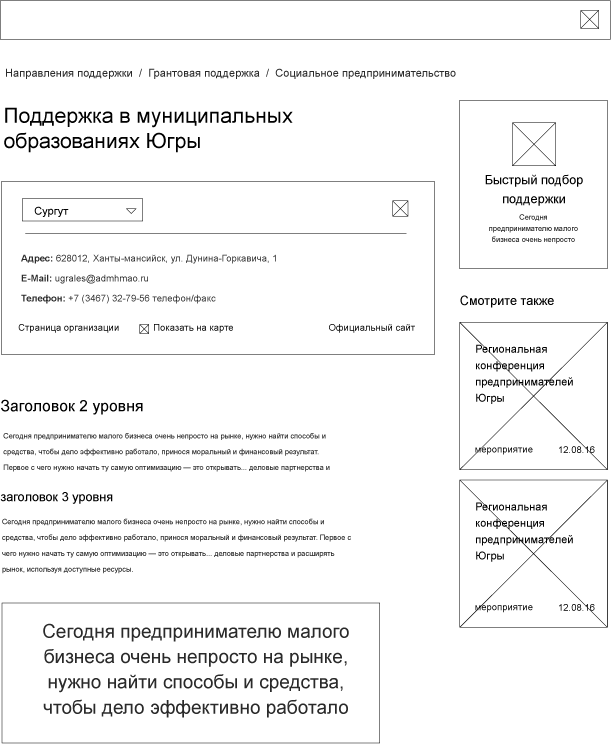 Направления поддержки / Грантовая поддержка / Социальное предпринимательство
Поддержка в муниципальных
образованиях Югры
Сургут
Адрес: 628012, Ханты-мансийск, ул. Дунина-Горкавича, 1
E-Mail: ugrales@admhmao.ru
Телефон: +7 (3467) 32-79-56 телефон/факс
Страница организации Показать на карте Официальный сайт
Заголовок 2 уровня
Сегодня предпринимателю малого бизнеса очень непросто на рынке, нужно найти способы и
средства, чтобы дело эффективно работало, принося моральный и финансовый результат.
Первое с чего нужно начать ту самую оптимизацию — это открывать... деловые партнерства и
заголовок 3 уровня
Сегодня предпринимателю малого бизнеса очень непросто на рынке, нужно найти способы и
средства, чтобы дело эффективно работало, принося моральный и финансовый результат. Первое с
чего нужно начать ту самую оптимизацию — это открывать... деловые партнерства и расширять
рынок, используя доступные ресурсы.
Сегодня предпринимателю малого
бизнеса очень непросто на рынке,
нужно найти способы и средства,
чтобы дело эффективно работало
Быстрый подбор
поддержки
Сегодня
предпринимателю малого
бизнеса очень непросто
Смотрите также
Региональная
конференция
предпринимателей
Югры
мероприятие 12.08.16
Региональная
конференция
предпринимателей
Югры
мероприятие 12.08.16